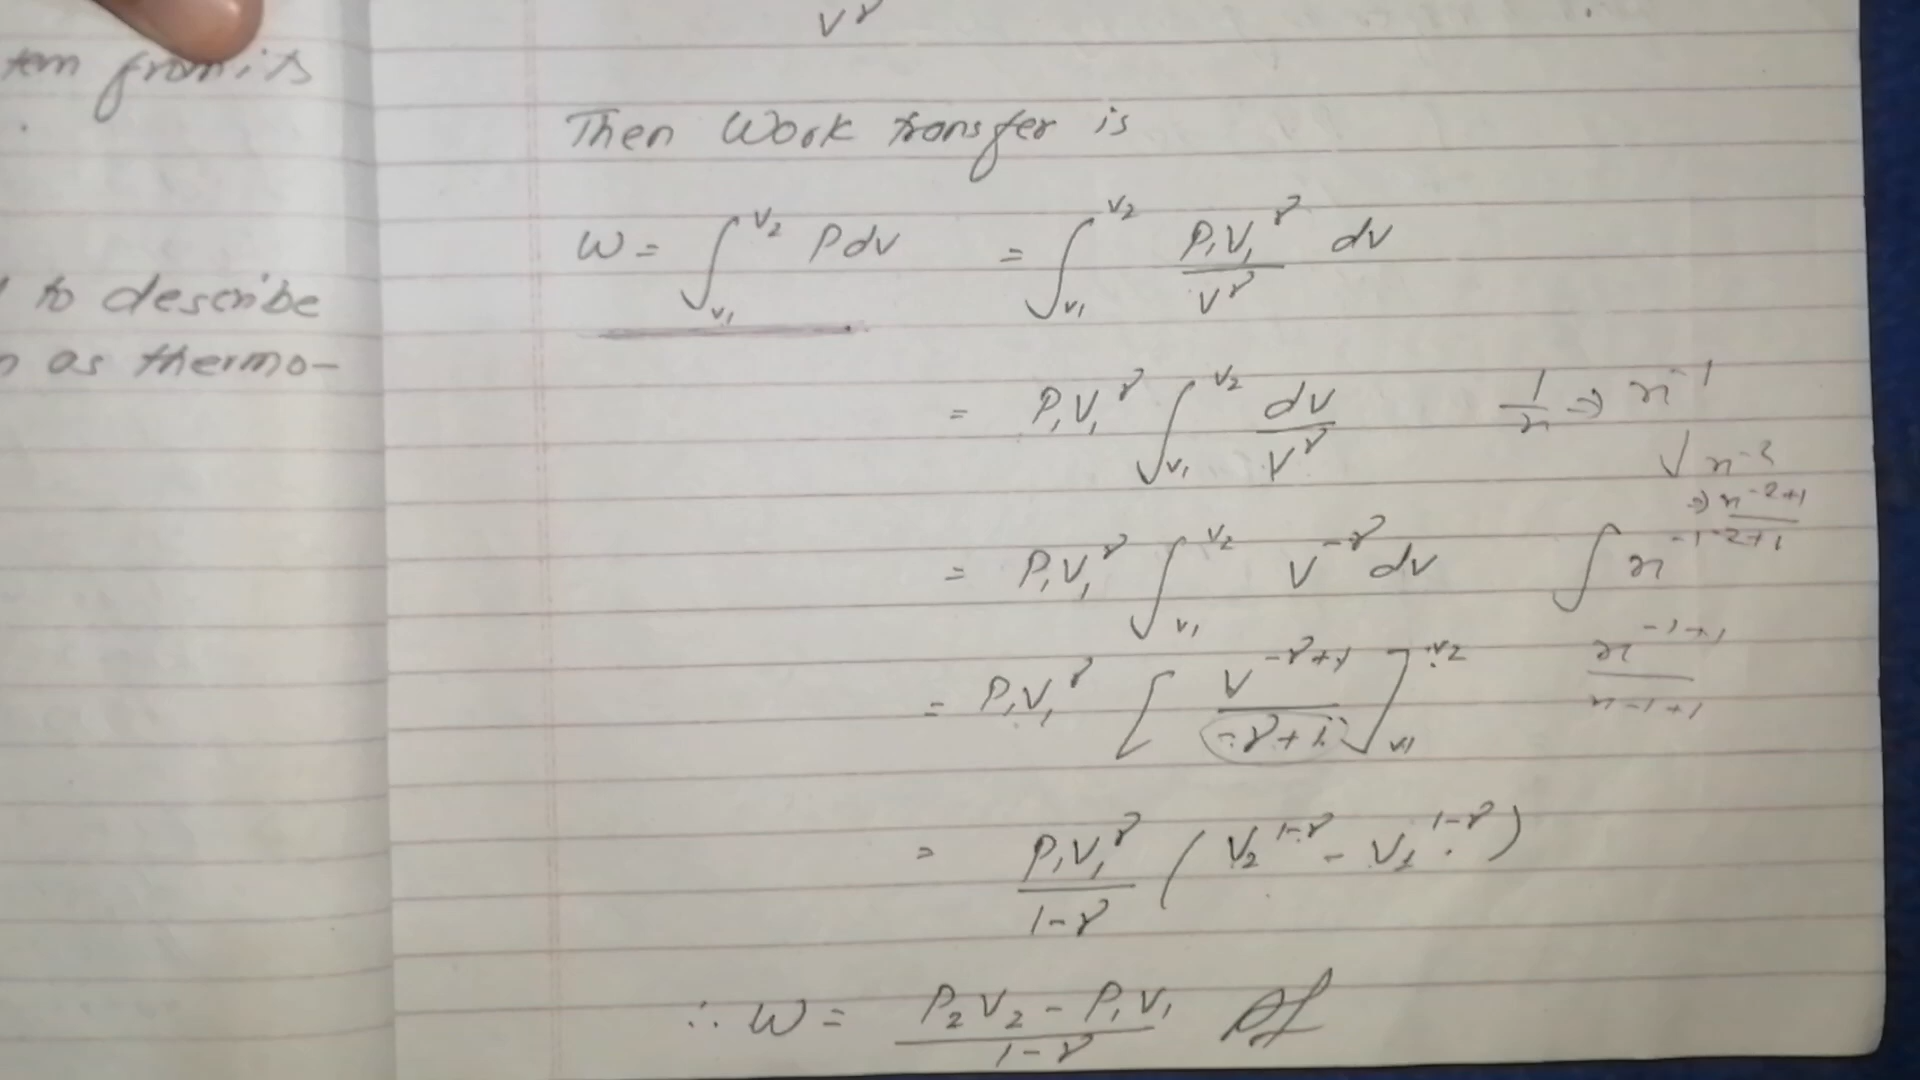 tem from its
to describe
as thermo-
V^γ
Then Work transfer is
W = ∫_{V1}^{V2} P dv = ∫_{V1}^{V2} P1V1^γ / V^γ dv
= P1V1^γ ∫_{V1}^{V2} dv / V^γ
1/x ⇒ x^-1
= P1V1^γ ∫_{V1}^{V2} V^-γ dv
⇒ x^-2+1 / -2+1
= P1V1^γ [ V^-γ+1 / -γ+1 ]_{V1}^{V2}
x^-1+1
= P1V1^γ / 1-γ ( V2^1-γ - V1^1-γ )
∴ W = P2V2 - P1V1 / 1-γ